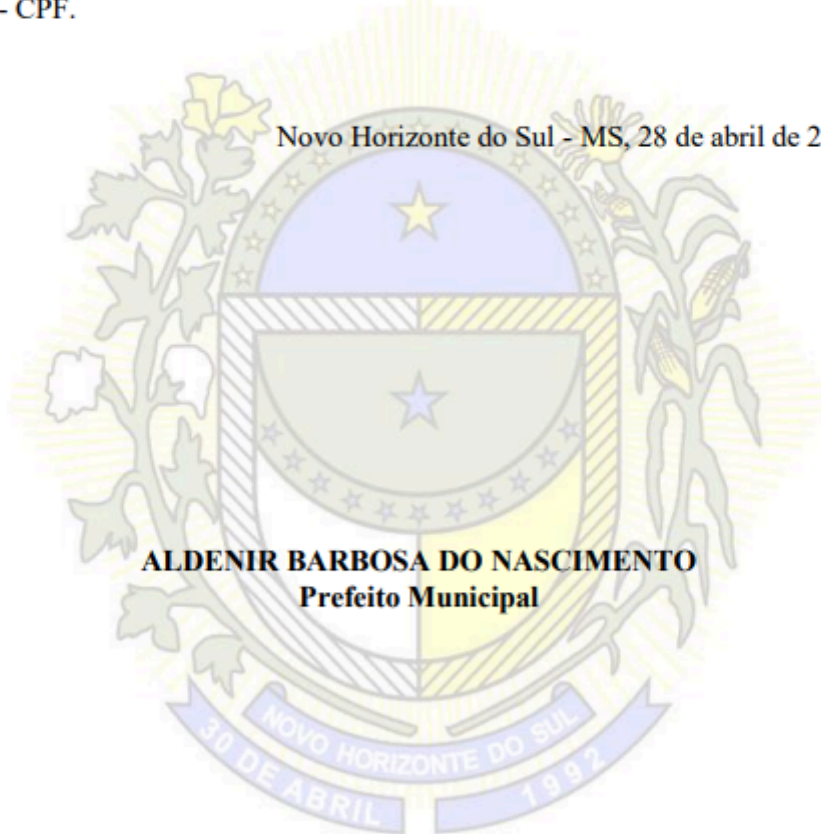 - CPF.
Novo Horizonte do Sul - MS, 28 de abril de 2
ALDENIR BARBOSA DO NASCIMENTO
Prefeito Municipal
NOVO HORIZONTE DO SUL
30 DE ABRIL 1992